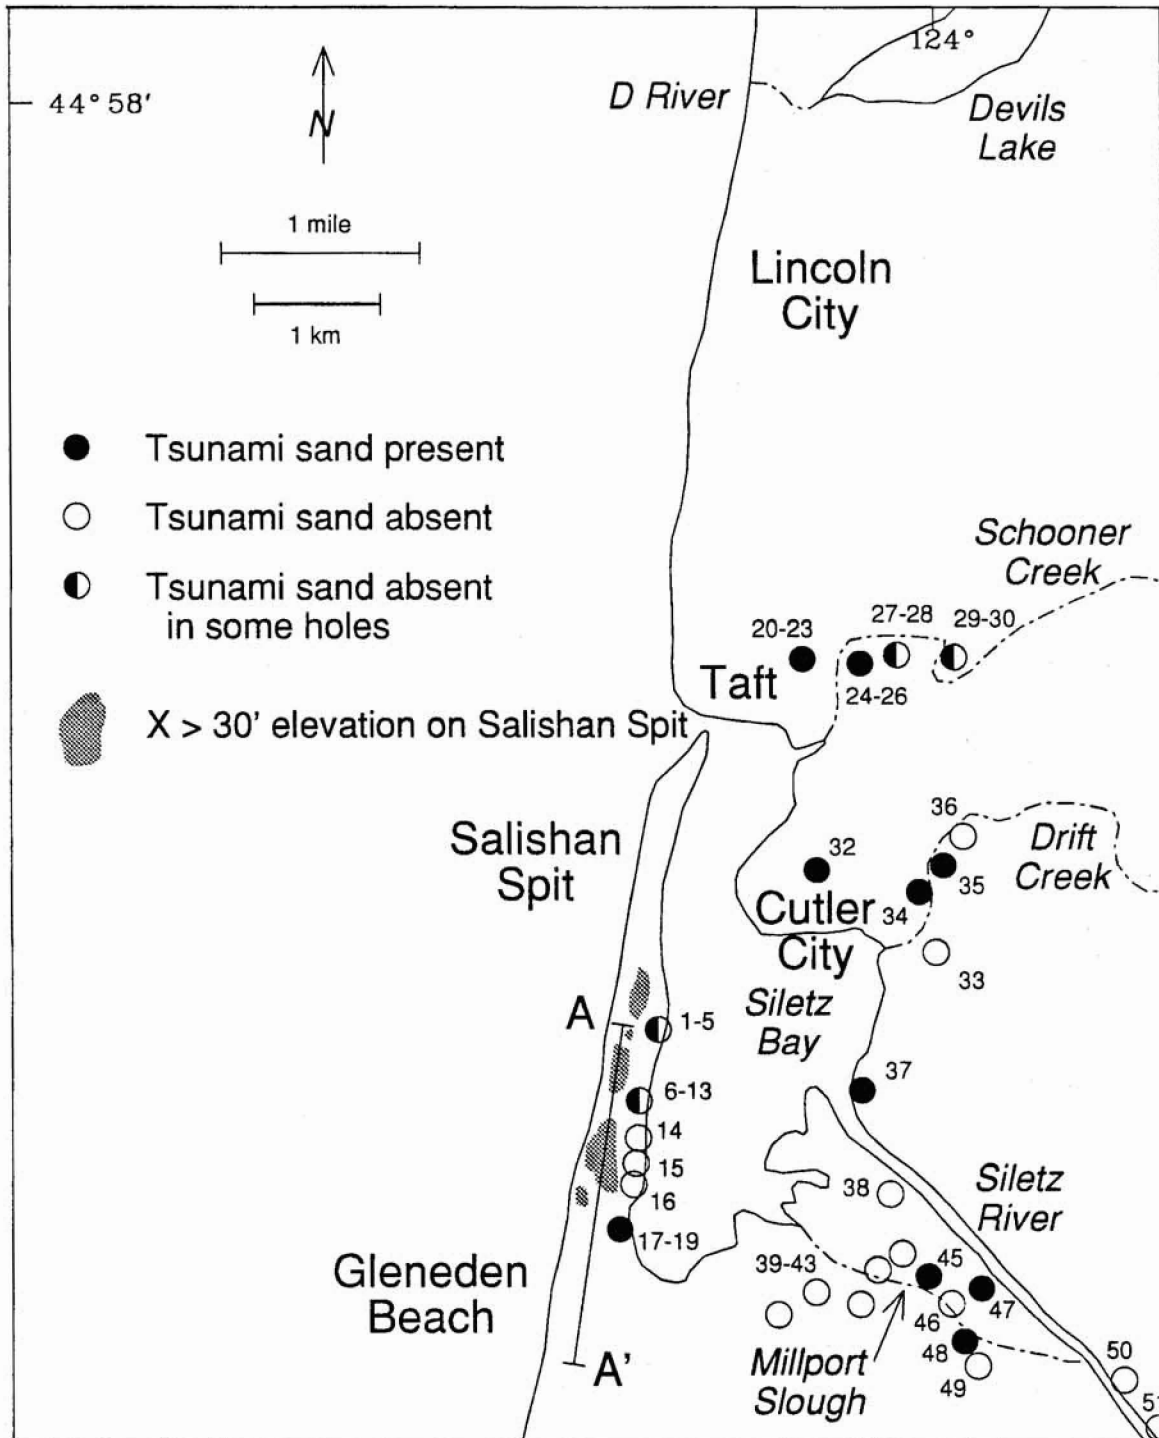 124°
44° 58'
D River
Devils
Lake
N
1 mile
1 km
Lincoln
City
Tsunami sand present
Tsunami sand absent
Tsunami sand absent
in some holes
X > 30' elevation on Salishan Spit
Schooner
Creek
20-23
27-28
29-30
Taft
24-26
Salishan
Spit
36
Drift
Creek
32
35
Cutler
City
34
33
A
1-5
Siletz
Bay
37
6-13
14
15
16
38
Siletz
River
17-19
Gleneden
Beach
39-43
45
47
46
A'
Millport
Slough
48
49
50
51